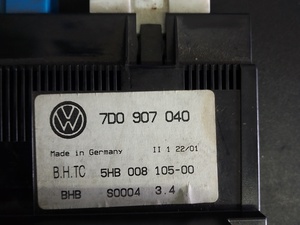 7D0 907 040
Made in Germany II 1 22/01
B.H.TC 5HB 008 105-00
BHB S0004 3.4